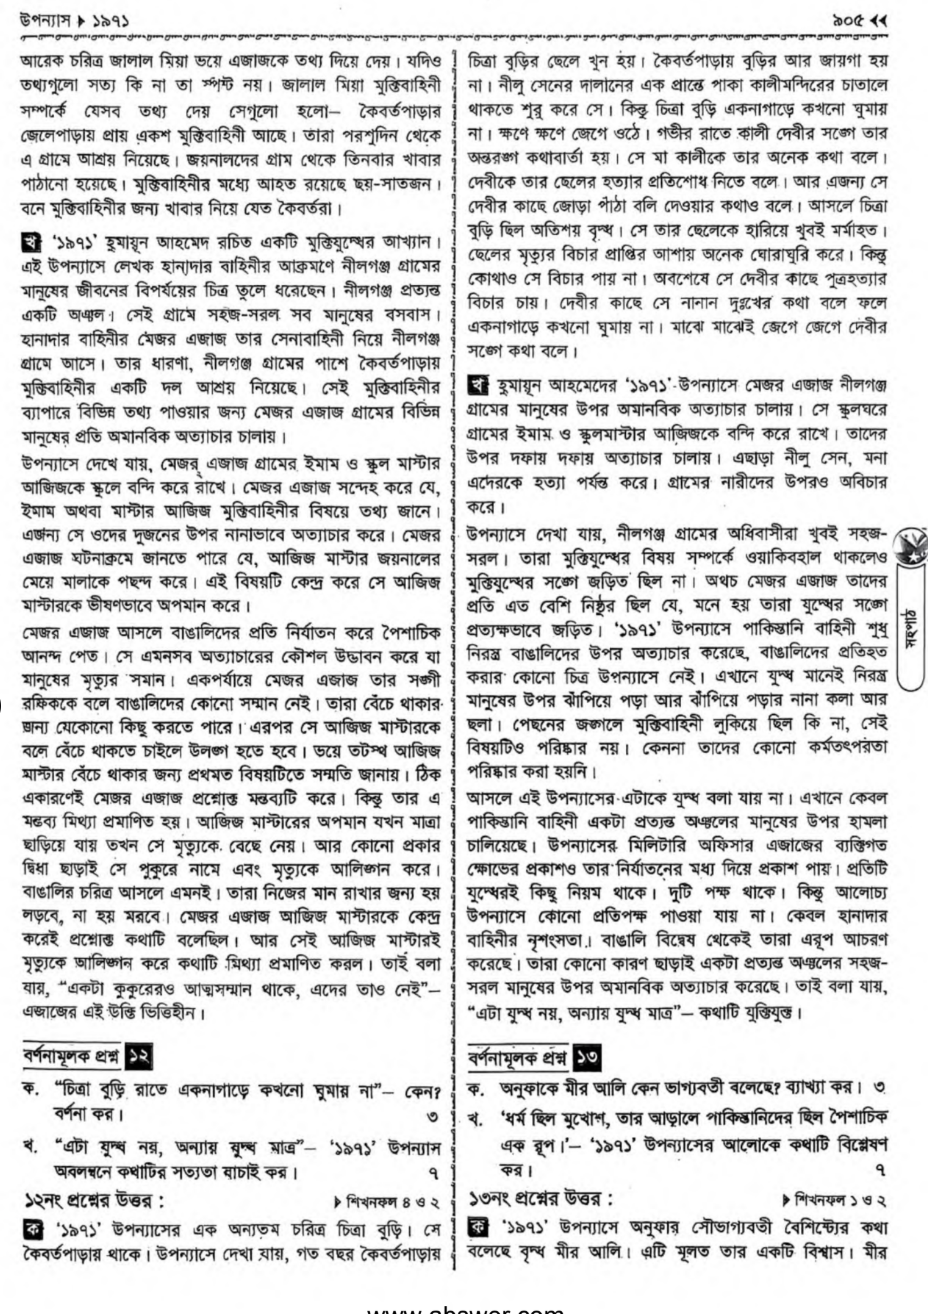 উপন্যাস ▶ ১৯৭১
৯০৫ ◀◀
আরেক চরিত্র জালাল মিয়া ভয়ে এজাজকে তথ্য দিয়ে দেয়। যদিও
তথ্যগুলো সত্য কি না তা স্পষ্ট নয়। জালাল মিয়া মুক্তিবাহিনী
সম্পর্কে যেসব তথ্য দেয় সেগুলো হলো— কৈবর্তপাড়ার
জেলেপাড়ায় প্রায় একশ মুক্তিবাহিনী আছে। তারা পরশুদিন থেকে
এ গ্রামে আশ্রয় নিয়েছে। জয়নালদের গ্রাম থেকে তিনবার খাবার
পাঠানো হয়েছে। মুক্তিবাহিনীর মধ্যে আহত রয়েছে ছয়-সাতজন।
বনে মুক্তিবাহিনীর জন্য খাবার নিয়ে যেত কৈবর্তরা।
খ '১৯৭১' হুমায়ূন আহমেদ রচিত একটি মুক্তিযুদ্ধের আখ্যান।
এই উপন্যাসে লেখক হানাদার বাহিনীর আক্রমণে নীলগঞ্জ গ্রামের
মানুষের জীবনের বিপর্যয়ের চিত্র তুলে ধরেছেন। নীলগঞ্জ প্রত্যন্ত
একটি অঞ্চল। সেই গ্রামে সহজ-সরল সব মানুষের বসবাস।
হানাদার বাহিনীর মেজর এজাজ তার সেনাবাহিনী নিয়ে নীলগঞ্জ
গ্রামে আসে। তার ধারণা, নীলগঞ্জ গ্রামের পাশে কৈবর্তপাড়ায়
মুক্তিবাহিনীর একটি দল আশ্রয় নিয়েছে। সেই মুক্তিবাহিনীর
ব্যাপারে বিভিন্ন তথ্য পাওয়ার জন্য মেজর এজাজ গ্রামের বিভিন্ন
মানুষের প্রতি অমানবিক অত্যাচার চালায়।
উপন্যাসে দেখে যায়, মেজর এজাজ গ্রামের ইমাম ও স্কুল মাস্টার
আজিজকে স্কুলে বন্দি করে রাখে। মেজর এজাজ সন্দেহ করে যে,
ইমাম অথবা মাস্টার আজিজ মুক্তিবাহিনীর বিষয়ে তথ্য জানে।
এজন্য সে ওদের দুজনের উপর নানাভাবে অত্যাচার করে। মেজর
এজাজ ঘটনাক্রমে জানতে পারে যে, আজিজ মাস্টার জয়নালের
মেয়ে মালাকে পছন্দ করে। এই বিষয়টি কেন্দ্র করে সে আজিজ
মাস্টারকে ভীষণভাবে অপমান করে।
মেজর এজাজ আসলে বাঙালিদের প্রতি নির্যাতন করে পৈশাচিক
আনন্দ পেত। সে এমনসব অত্যাচারের কৌশল উদ্ভাবন করে যা
মানুষের মৃত্যুর সমান। একপর্যায়ে মেজর এজাজ তার সঙ্গী
রফিককে বলে বাঙালিদের কোনো সম্মান নেই। তারা বেঁচে থাকার
জন্য যেকোনো কিছু করতে পারে। এরপর সে আজিজ মাস্টারকে
বলে বেঁচে থাকতে চাইলে উলঙ্গ হতে হবে। ভয়ে তটস্থ আজিজ
মাস্টার বেঁচে থাকার জন্য প্রথমত বিষয়টিতে সম্মতি জানায়। ঠিক
একারণেই মেজর এজাজ প্রশ্নোক্ত মন্তব্যটি করে। কিন্তু তার এ
মন্তব্য মিথ্যা প্রমাণিত হয়। আজিজ মাস্টারের অপমান যখন মাত্রা
ছাড়িয়ে যায় তখন সে মৃত্যুকে বেছে নেয়। আর কোনো প্রকার
দ্বিধা ছাড়াই সে পুকুরে নামে এবং মৃত্যুকে আলিঙ্গন করে।
বাঙালির চরিত্র আসলে এমনই। তারা নিজের মান রাখার জন্য হয়
লড়বে, না হয় মরবে। মেজর এজাজ আজিজ মাস্টারকে কেন্দ্র
করেই প্রশ্নোক্ত কথাটি বলেছিল। আর সেই আজিজ মাস্টারই
মৃত্যুকে আলিঙ্গন করে কথাটি মিথ্যা প্রমাণিত করল। তাই বলা
যায়, “একটা কুকুরেরও আত্মসম্মান থাকে, এদের তাও নেই”—
এজাজের এই উক্তি ভিত্তিহীন।
বর্ণনামূলক প্রশ্ন ১২
ক. “চিত্রা বুড়ি রাতে একনাগাড়ে কখনো ঘুমায় না”— কেন?
বর্ণনা কর। ৩
খ. “এটা যুদ্ধ নয়, অন্যায় যুদ্ধ মাত্র”— '১৯৭১' উপন্যাস
অবলম্বনে কথাটির সত্যতা যাচাই কর। ৭
১২নং প্রশ্নের উত্তর : ▶ শিখনফল ৪ ও ২
ক '১৯৭১' উপন্যাসের এক অন্যতম চরিত্র চিত্রা বুড়ি। সে
কৈবর্তপাড়ায় থাকে। উপন্যাসে দেখা যায়, গত বছর কৈবর্তপাড়ায়
চিত্রা বুড়ির ছেলে খুন হয়। কৈবর্তপাড়ায় বুড়ির আর জায়গা হয়
না। নীলু সেনের দালানের এক প্রান্তে পাকা কালীমন্দিরের চাতালে
থাকতে শুরু করে সে। কিন্তু চিত্রা বুড়ি একনাগাড়ে কখনো ঘুমায়
না। ক্ষণে ক্ষণে জেগে ওঠে। গভীর রাতে কালী দেবীর সঙ্গে তার
অন্তরঙ্গ কথাবার্তা হয়। সে মা কালীকে তার অনেক কথা বলে।
দেবীকে তার ছেলের হত্যার প্রতিশোধ নিতে বলে। আর এজন্য সে
দেবীর কাছে জোড়া পাঁঠা বলি দেওয়ার কথাও বলে। আসলে চিত্রা
বুড়ি ছিল অতিশয় বৃদ্ধ। সে তার ছেলেকে হারিয়ে খুবই মর্মাহত।
ছেলের মৃত্যুর বিচার প্রাপ্তির আশায় অনেক ঘোরাঘুরি করে। কিন্তু
কোথাও সে বিচার পায় না। অবশেষে সে দেবীর কাছে পুত্রহত্যার
বিচার চায়। দেবীর কাছে সে নানান দুঃখের কথা বলে ফলে
একনাগাড়ে কখনো ঘুমায় না। মাঝে মাঝেই জেগে জেগে দেবীর
সঙ্গে কথা বলে।
খ হুমায়ূন আহমেদের '১৯৭১' উপন্যাসে মেজর এজাজ নীলগঞ্জ
গ্রামের মানুষের উপর অমানবিক অত্যাচার চালায়। সে স্কুলঘরে
গ্রামের ইমাম ও স্কুলমাস্টার আজিজকে বন্দি করে রাখে। তাদের
উপর দফায় দফায় অত্যাচার চালায়। এছাড়া নীলু সেন, মনা
এদেরকে হত্যা পর্যন্ত করে। গ্রামের নারীদের উপরও অবিচার
করে।
উপন্যাসে দেখা যায়, নীলগঞ্জ গ্রামের অধিবাসীরা খুবই সহজ-
সরল। তারা মুক্তিযুদ্ধের বিষয় সম্পর্কে ওয়াকিবহাল থাকলেও
মুক্তিযুদ্ধের সঙ্গে জড়িত ছিল না। অথচ মেজর এজাজ তাদের
প্রতি এত বেশি নিষ্ঠুর ছিল যে, মনে হয় তারা যুদ্ধের সঙ্গে
প্রত্যক্ষভাবে জড়িত। '১৯৭১' উপন্যাসে পাকিস্তানি বাহিনী শুধু
নিরস্ত্র বাঙালিদের উপর অত্যাচার করেছে, বাঙালিদের প্রতিহত
করার কোনো চিত্র উপন্যাসে নেই। এখানে যুদ্ধ মানেই নিরস্ত্র
মানুষের উপর ঝাঁপিয়ে পড়া আর ঝাঁপিয়ে পড়ার নানা কলা আর
ছলা। পেছনের জঙ্গলে মুক্তিবাহিনী লুকিয়ে ছিল কি না, সেই
বিষয়টিও পরিষ্কার নয়। কেননা তাদের কোনো কর্মতৎপরতা
পরিষ্কার করা হয়নি।
আসলে এই উপন্যাসের এটাকে যুদ্ধ বলা যায় না। এখানে কেবল
পাকিস্তানি বাহিনী একটা প্রত্যন্ত অঞ্চলের মানুষের উপর হামলা
চালিয়েছে। উপন্যাসের মিলিটারি অফিসার এজাজের ব্যক্তিগত
ক্ষোভের প্রকাশও তার নির্যাতনের মধ্য দিয়ে প্রকাশ পায়। প্রতিটি
যুদ্ধেরই কিছু নিয়ম থাকে। দুটি পক্ষ থাকে। কিন্তু আলোচ্য
উপন্যাসে কোনো প্রতিপক্ষ পাওয়া যায় না। কেবল হানাদার
বাহিনীর নৃশংসতা। বাঙালি বিদ্বেষ থেকেই তারা এরূপ আচরণ
করেছে। তারা কোনো কারণ ছাড়াই একটা প্রত্যন্ত অঞ্চলের সহজ-
সরল মানুষের উপর অমানবিক অত্যাচার করেছে। তাই বলা যায়,
“এটা যুদ্ধ নয়, অন্যায় যুদ্ধ মাত্র”— কথাটি যুক্তিযুক্ত।
বর্ণনামূলক প্রশ্ন ১৩
ক. অনুফাকে মীর আলি কেন ভাগ্যবতী বলেছে? ব্যাখ্যা কর। ৩
খ. 'ধর্ম ছিল মুখোশ, তার আড়ালে পাকিস্তানিদের ছিল পৈশাচিক
এক রূপ।'— '১৯৭১' উপন্যাসের আলোকে কথাটি বিশ্লেষণ
কর। ৭
১৩নং প্রশ্নের উত্তর : ▶ শিখনফল ১ ও ২
ক '১৯৭১' উপন্যাসে অনুফার সৌভাগ্যবতী বৈশিষ্ট্যের কথা
বলেছে বৃদ্ধ মীর আলি। এটি মূলত তার একটি বিশ্বাস। মীর
সহপাঠ